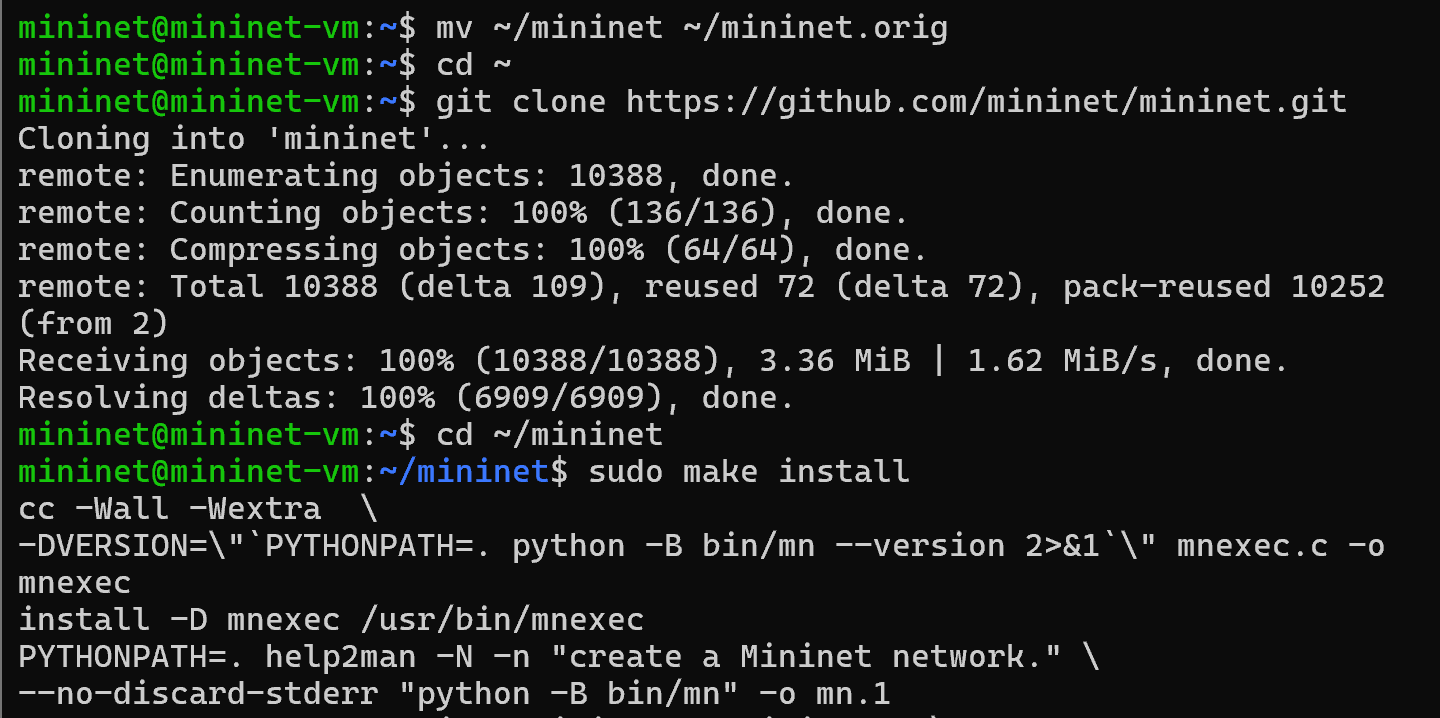 mininet@mininet-vm:~$ mv ~/mininet ~/mininet.orig
mininet@mininet-vm:~$ cd ~
mininet@mininet-vm:~$ git clone https://github.com/mininet/mininet.git
Cloning into 'mininet'...
remote: Enumerating objects: 10388, done.
remote: Counting objects: 100% (136/136), done.
remote: Compressing objects: 100% (64/64), done.
remote: Total 10388 (delta 109), reused 72 (delta 72), pack-reused 10252
(from 2)
Receiving objects: 100% (10388/10388), 3.36 MiB | 1.62 MiB/s, done.
Resolving deltas: 100% (6909/6909), done.
mininet@mininet-vm:~$ cd ~/mininet
mininet@mininet-vm:~/mininet$ sudo make install
cc -Wall -Wextra  \
-DVERSION=\"`PYTHONPATH=. python -B bin/mn --version 2>&1`\" mnexec.c -o
mnexec
install -D mnexec /usr/bin/mnexec
PYTHONPATH=. help2man -N -n "create a Mininet network." \
--no-discard-stderr "python -B bin/mn" -o mn.1